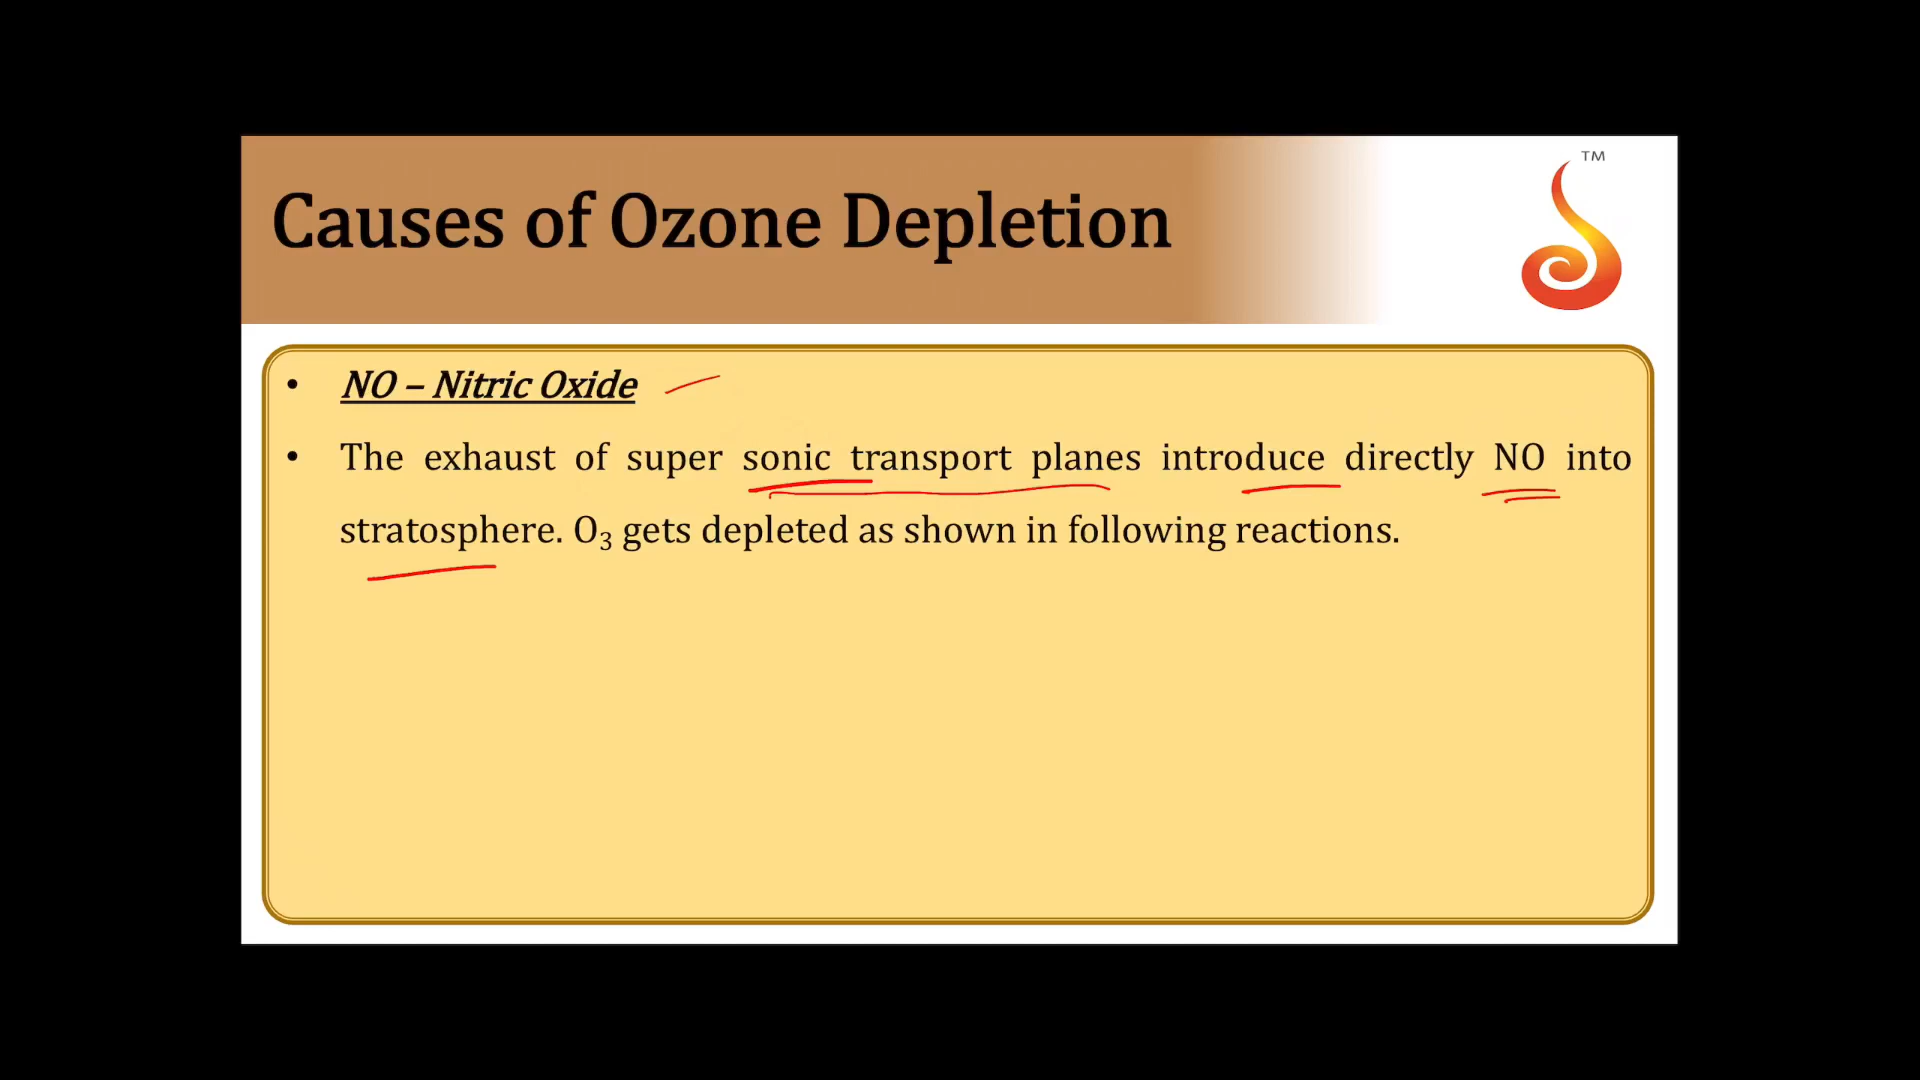 TM
Causes of Ozone Depletion
• NO – Nitric Oxide
• The exhaust of super sonic transport planes introduce directly NO into
stratosphere. O₃ gets depleted as shown in following reactions.